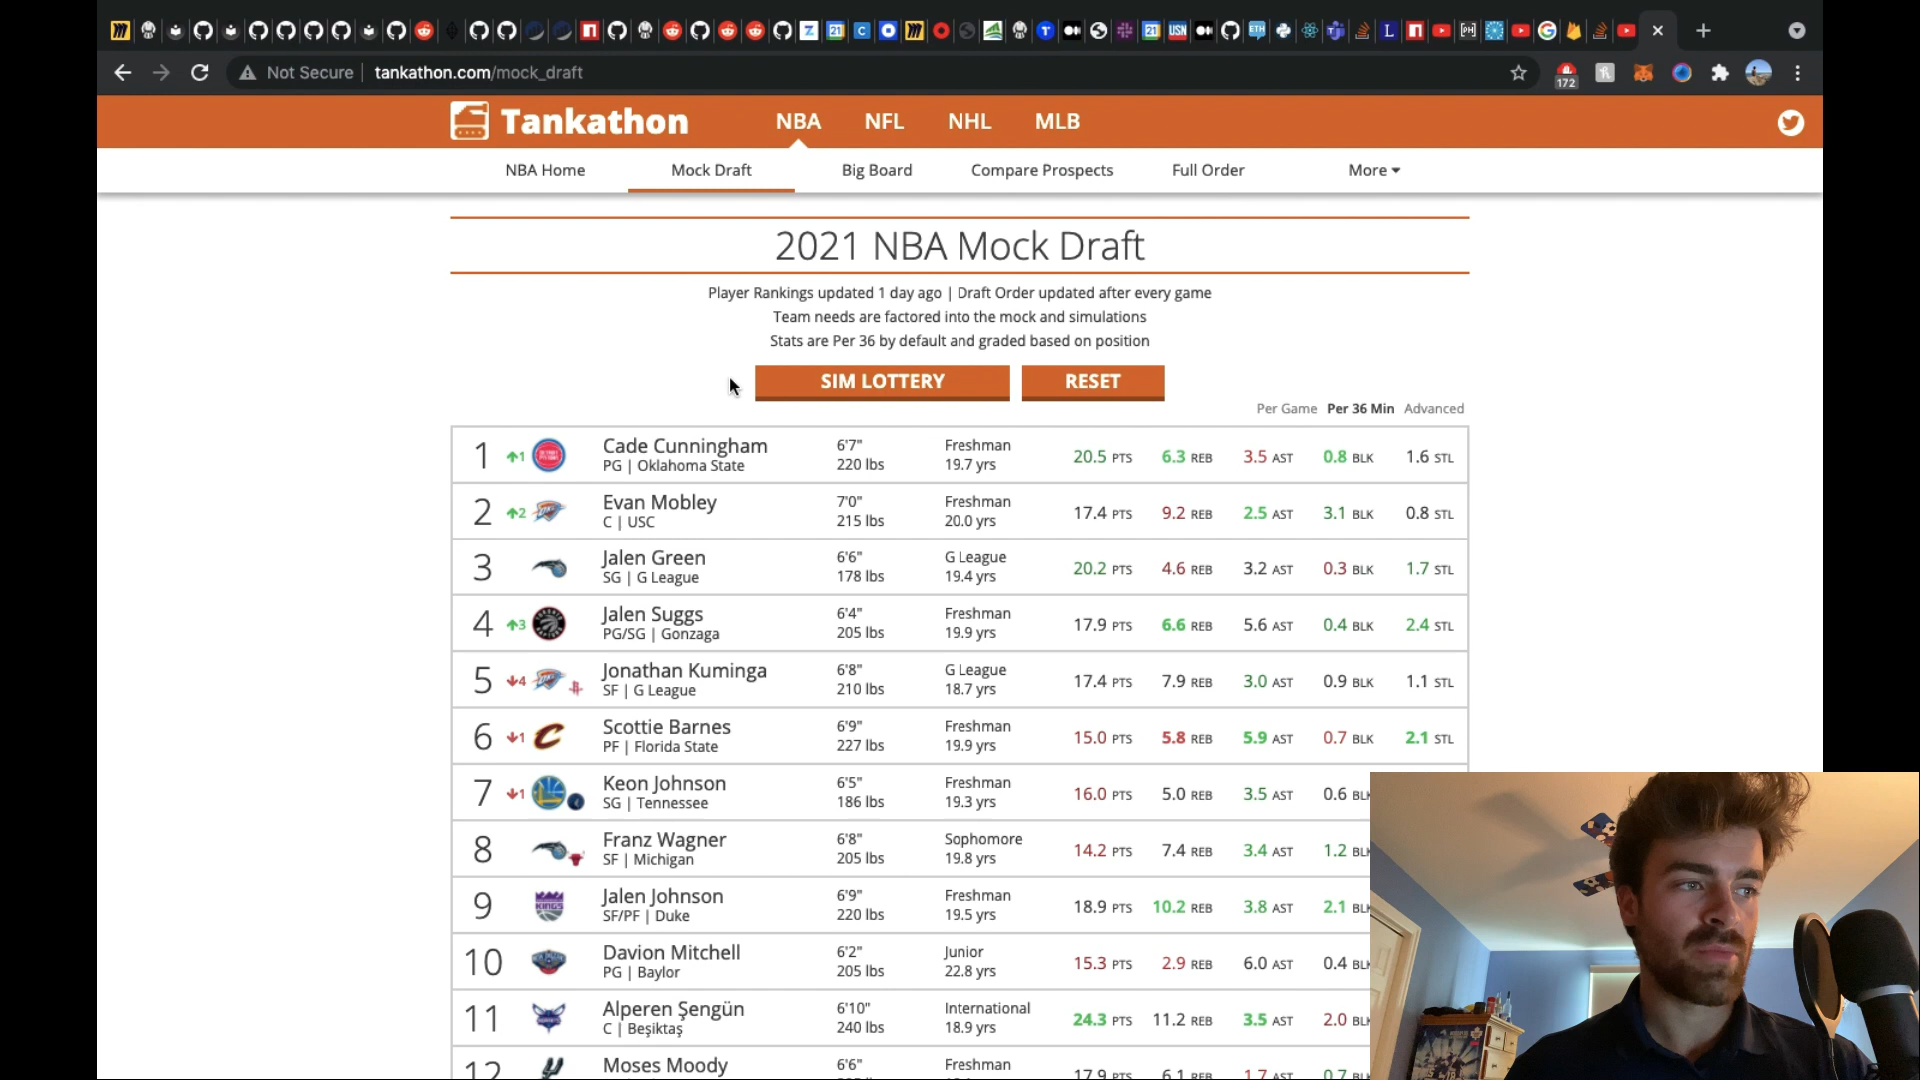 Not Secure tankathon.com/mock_draft
172
Tankathon NBA NFL NHL MLB
NBA Home Mock Draft Big Board Compare Prospects Full Order More
2021 NBA Mock Draft
Player Rankings updated 1 day ago | Draft Order updated after every game
Team needs are factored into the mock and simulations
Stats are Per 36 by default and graded based on position
SIM LOTTERY RESET
Per Game Per 36 Min Advanced
1 1 Cade Cunningham 6'7" Freshman 20.5 PTS 6.3 REB 3.5 AST 0.8 BLK 1.6 STL
PG | Oklahoma State 220 lbs 19.7 yrs
2 2 Evan Mobley 7'0" Freshman 17.4 PTS 9.2 REB 2.5 AST 3.1 BLK 0.8 STL
C | USC 215 lbs 20.0 yrs
3 Jalen Green 6'6" G League 20.2 PTS 4.6 REB 3.2 AST 0.3 BLK 1.7 STL
SG | G League 178 lbs 19.4 yrs
4 3 Jalen Suggs 6'4" Freshman 17.9 PTS 6.6 REB 5.6 AST 0.4 BLK 2.4 STL
PG/SG | Gonzaga 205 lbs 19.9 yrs
5 4 Jonathan Kuminga 6'8" G League 17.4 PTS 7.9 REB 3.0 AST 0.9 BLK 1.1 STL
SF | G League 210 lbs 18.7 yrs
6 1 Scottie Barnes 6'9" Freshman 15.0 PTS 5.8 REB 5.9 AST 0.7 BLK 2.1 STL
PF | Florida State 227 lbs 19.9 yrs
7 1 Keon Johnson 6'5" Freshman 16.0 PTS 5.0 REB 3.5 AST 0.6 BL
SG | Tennessee 186 lbs 19.3 yrs
8 Franz Wagner 6'8" Sophomore 14.2 PTS 7.4 REB 3.4 AST 1.2 BL
SF | Michigan 205 lbs 19.8 yrs
9 Jalen Johnson 6'9" Freshman 18.9 PTS 10.2 REB 3.8 AST 2.1 BL
SF/PF | Duke 220 lbs 19.5 yrs
10 Davion Mitchell 6'2" Junior 15.3 PTS 2.9 REB 6.0 AST 0.4 BL
PG | Baylor 205 lbs 22.8 yrs
11 Alperen Şengün 6'10" International 24.3 PTS 11.2 REB 3.5 AST 2.0 BL
C | Beşiktaş 240 lbs 18.9 yrs
12 Moses Moody 6'6" Freshman 17.9 PTS 6.1 REB 1.7 AST 0.7 BL